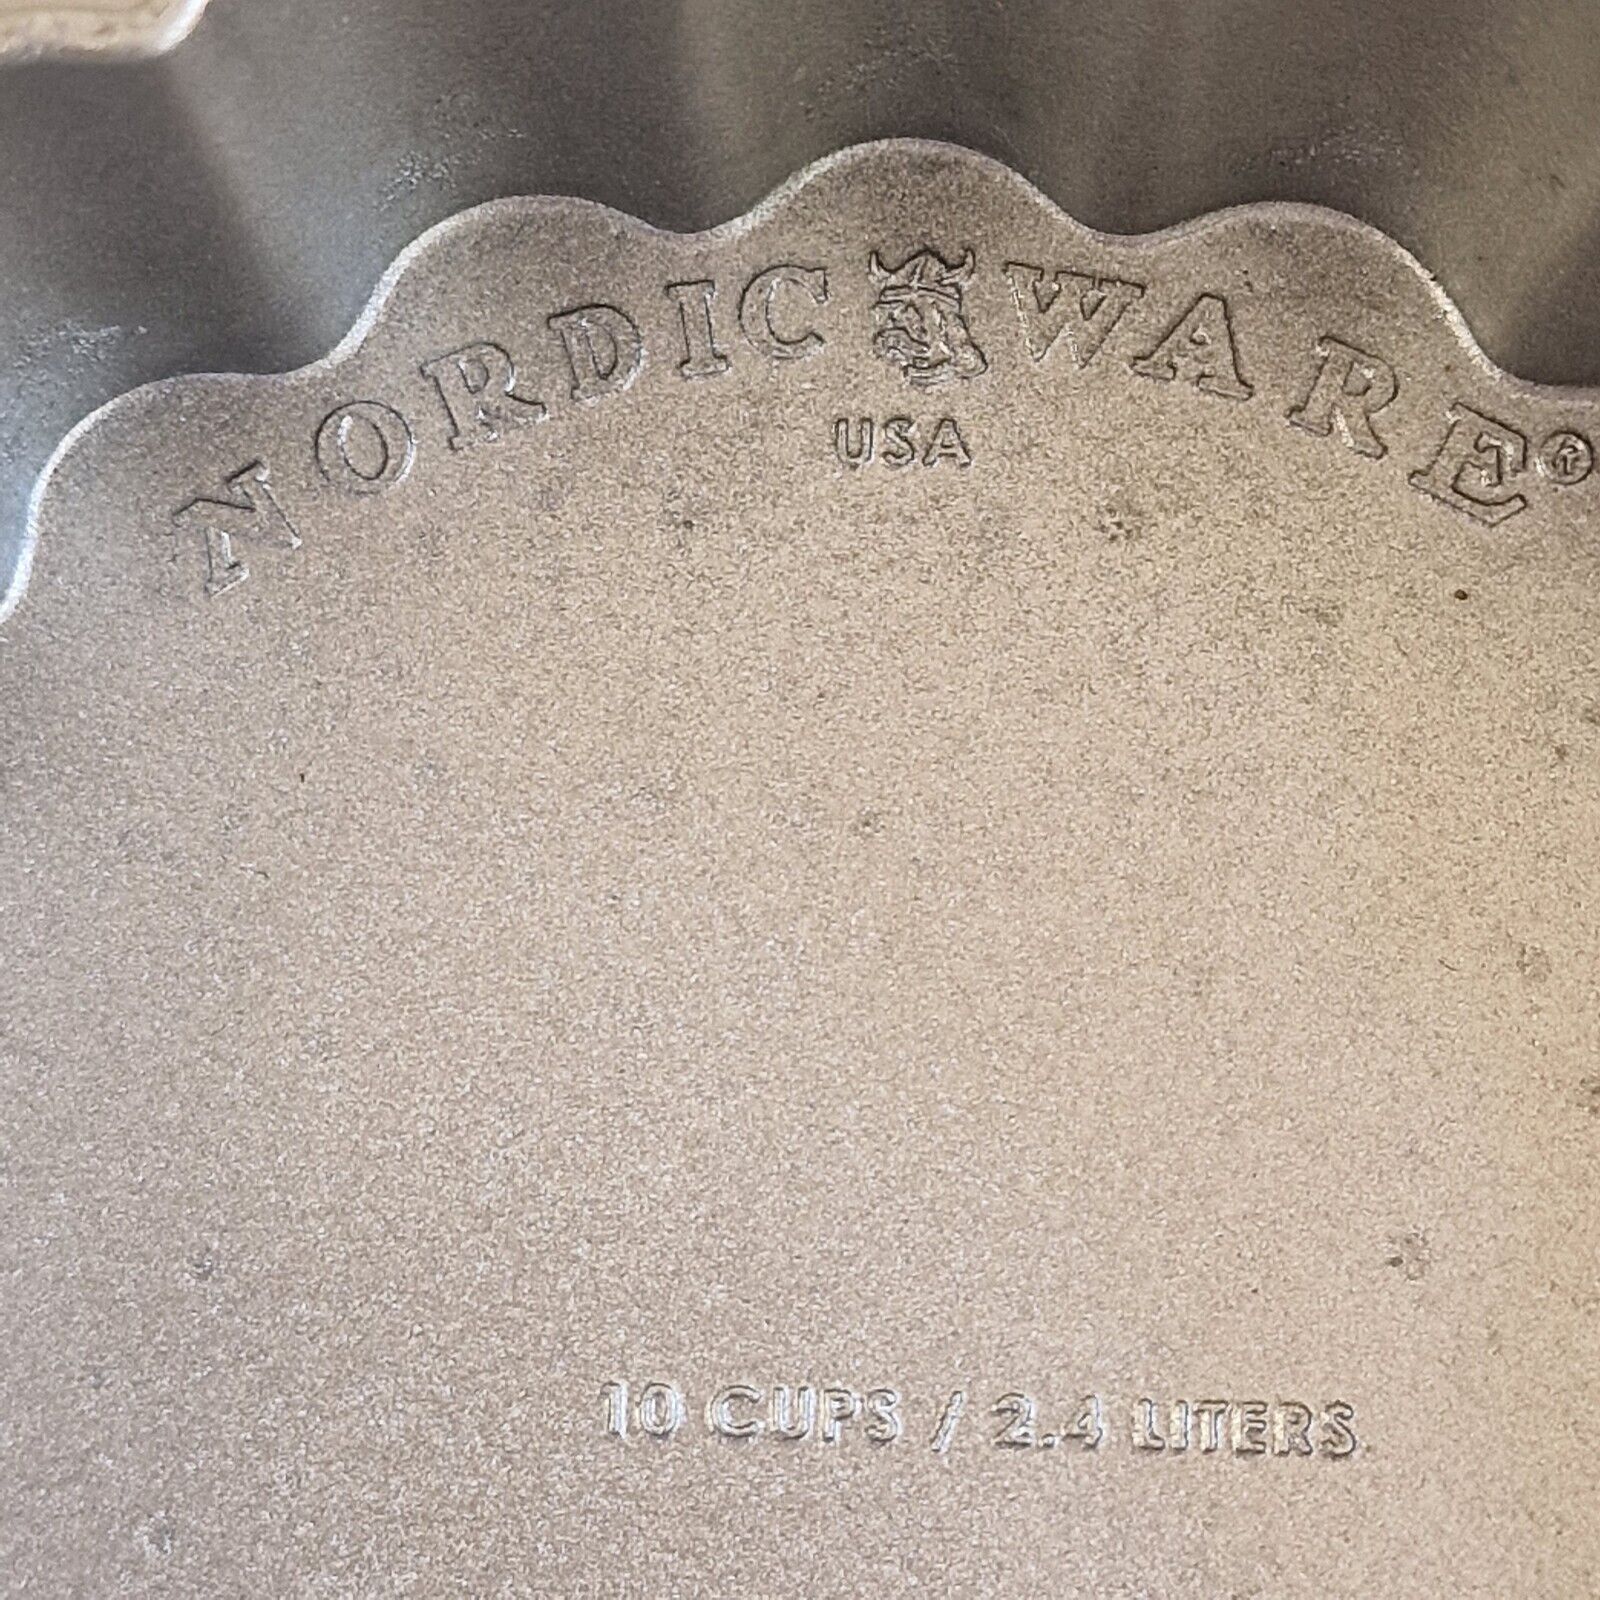 NORDIC WARE®
USA
10 CUPS / 2.4 LITERS